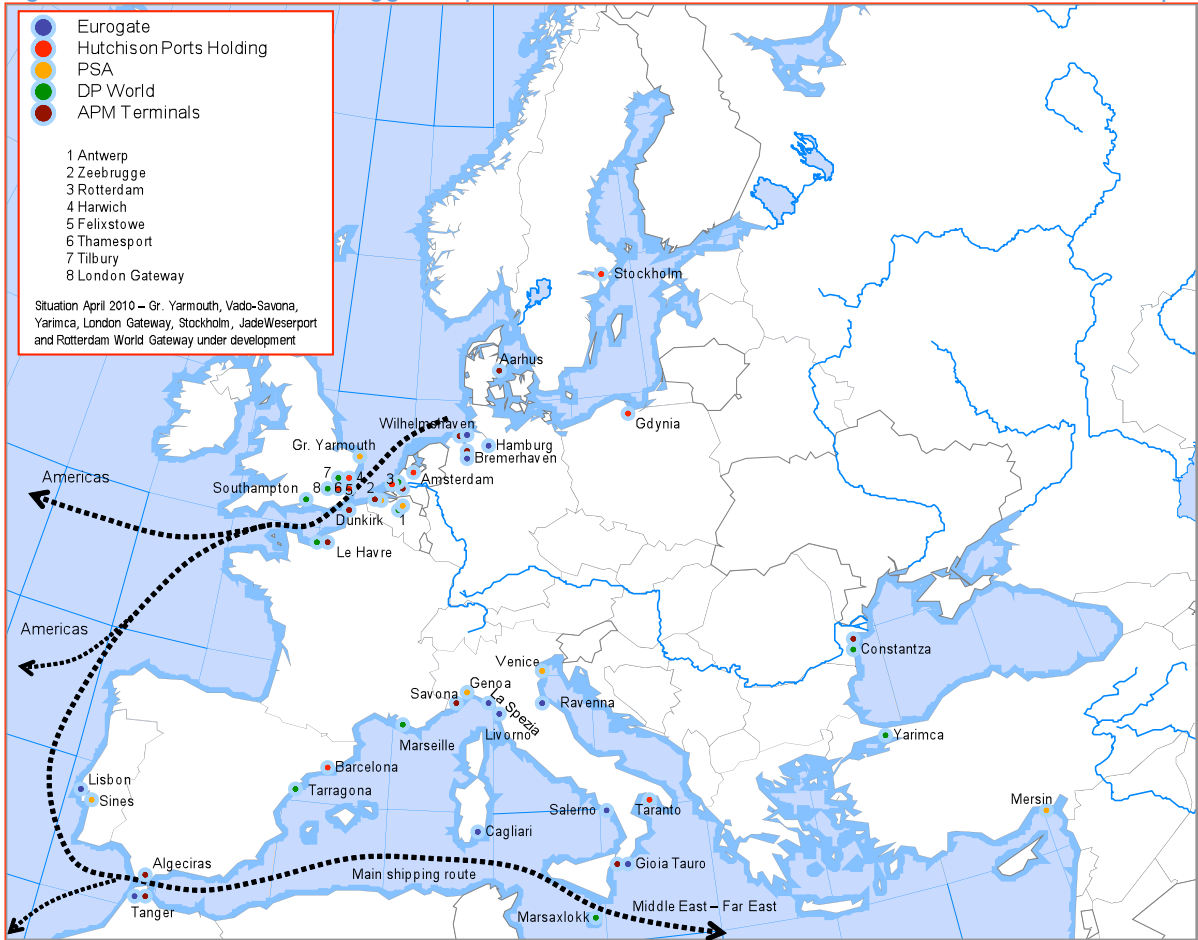 Eurogate
Hutchison Ports Holding
PSA
DP World
APM Terminals
1 Antwerp
2 Zeebrugge
3 Rotterdam
4 Harwich
5 Felixstowe
6 Thamesport
7 Tilbury
8 London Gateway
Situation April 2010 – Gr. Yarmouth, Vado-Savona,
Yarimca, London Gateway, Stockholm, JadeWeserport
and Rotterdam World Gateway under development
Stockholm
Aarhus
Gdynia
Wilhelmshaven
Hamburg
Bremerhaven
Gr. Yarmouth
7
4
3
Amsterdam
Americas
Southampton
8
6
5
2
Dunkirk
1
Le Havre
Americas
Constantza
Venice
Genoa
Savona
La Spezia
Ravenna
Livorno
Marseille
Yarimca
Barcelona
Lisbon
Tarragona
Sines
Salerno
Taranto
Mersin
Cagliari
Algeciras
Gioia Tauro
Main shipping route
Tanger
Marsaxlokk
Middle East – Far East